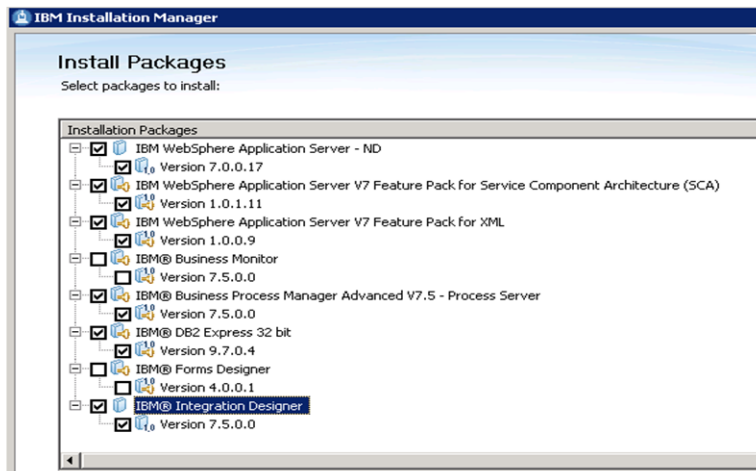 IBM Installation Manager
Install Packages
Select packages to install:
Installation Packages
IBM WebSphere Application Server - ND
Version 7.0.0.17
IBM WebSphere Application Server V7 Feature Pack for Service Component Architecture (SCA)
Version 1.0.1.11
IBM WebSphere Application Server V7 Feature Pack for XML
Version 1.0.0.9
IBM® Business Monitor
Version 7.5.0.0
IBM® Business Process Manager Advanced V7.5 - Process Server
Version 7.5.0.0
IBM® DB2 Express 32 bit
Version 9.7.0.4
IBM® Forms Designer
Version 4.0.0.1
IBM® Integration Designer
Version 7.5.0.0